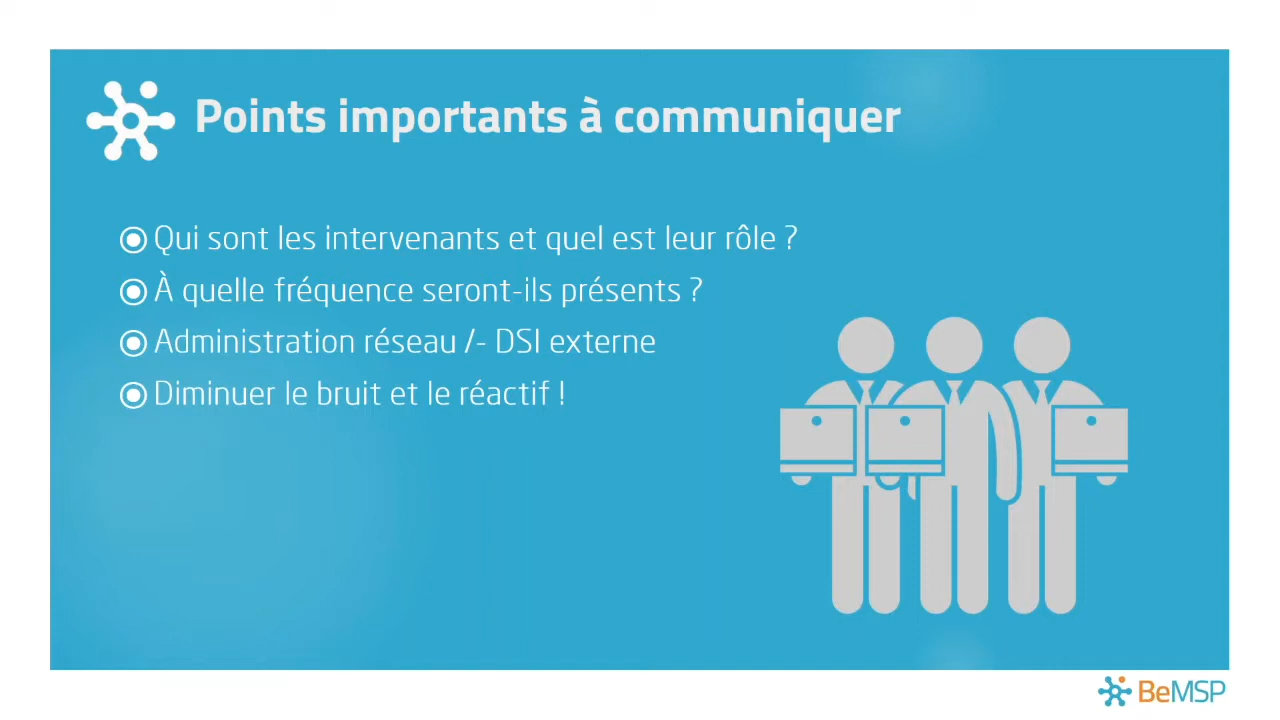 Points importants à communiquer
Qui sont les intervenants et quel est leur rôle ?
À quelle fréquence seront-ils présents ?
Administration réseau /- DSI externe
Diminuer le bruit et le réactif !
BeMSP